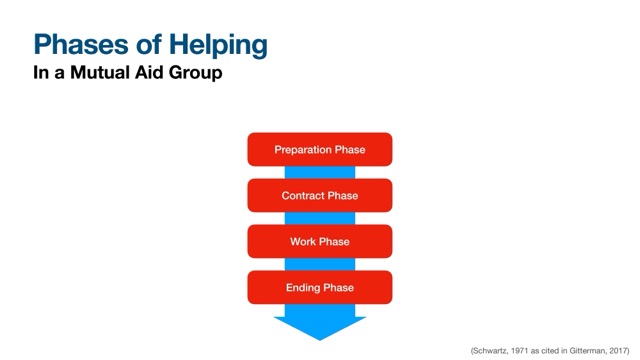 Phases of Helping
In a Mutual Aid Group
Preparation Phase
Contract Phase
Work Phase
Ending Phase
(Schwartz, 1971 as cited in Gitterman, 2017)